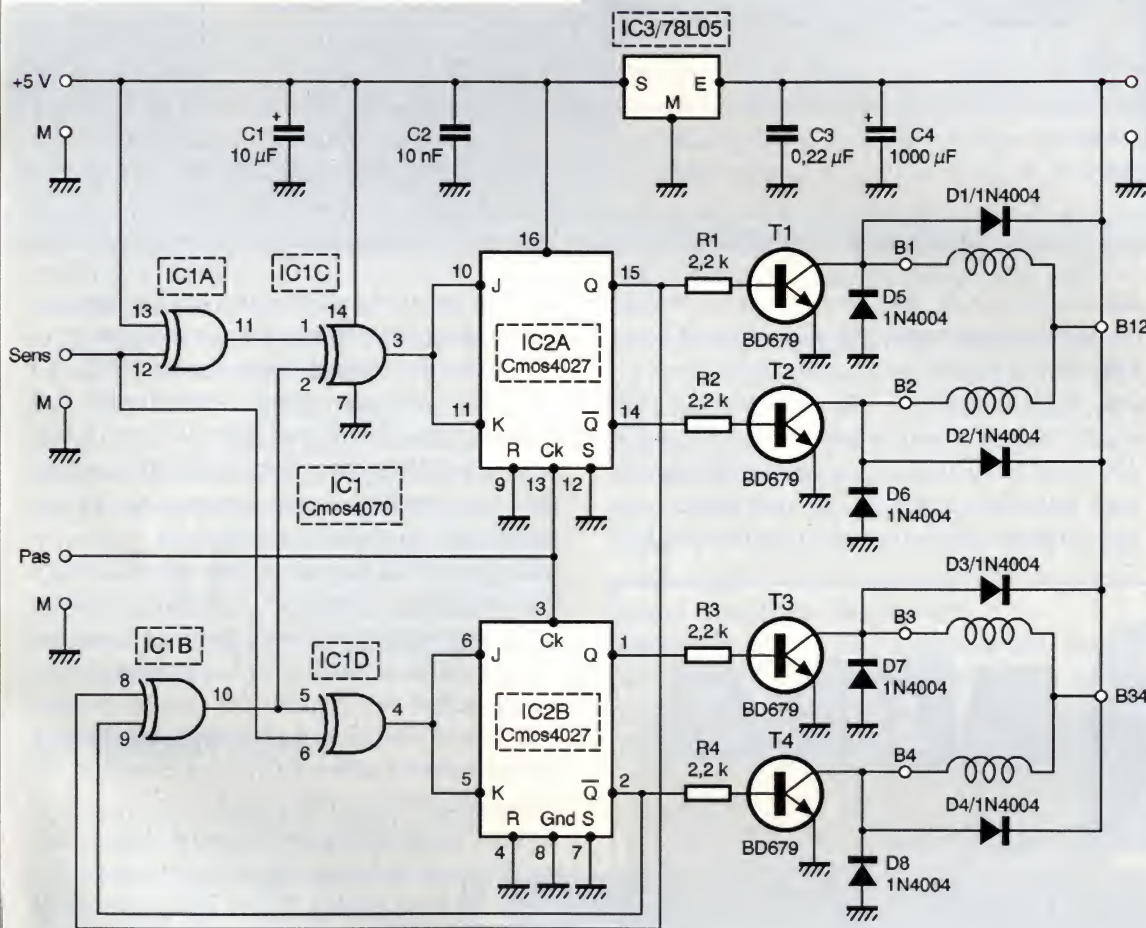 IC3/78L05
+5 V
S
E
M
M
C1
10 µF
C2
10 nF
C3
0,22 µF
C4
1000 µF
D1/1N4004
IC1A
IC1C
13
12
11
14
1
2
3
7
Sens
M
16
10
J
Q
15
IC2A
Cmos4027
11
K
Q
14
R
Ck
S
9
13
12
R1
2,2 k
T1
BD679
B1
D5
1N4004
B12
R2
2,2 k
T2
BD679
B2
D2/1N4004
D6
1N4004
IC1
Cmos4070
Pas
M
3
Ck
IC1B
IC1D
8
9
10
5
6
4
6
J
Q
1
IC2B
Cmos4027
5
K
Q
2
R
Gnd
S
4
8
7
D3/1N4004
R3
2,2 k
T3
BD679
B3
D7
1N4004
B34
R4
2,2 k
T4
BD679
B4
D4/1N4004
D8
1N4004